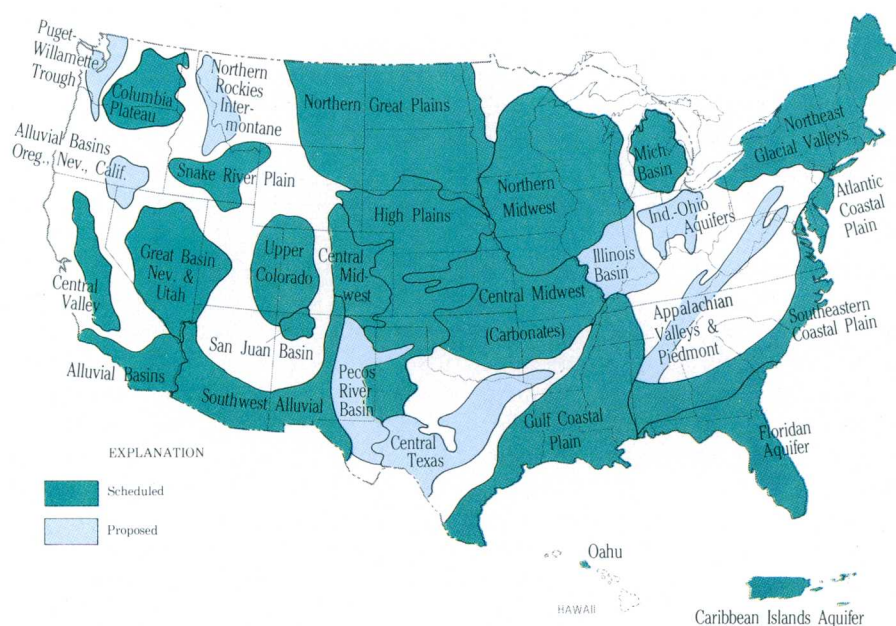 Puget-
Willamette
Trough
Columbia
Plateau
Northern
Rockies
Inter-
montane
Northern Great Plains
Northeast
Glacial Valleys
Alluvial Basins
Oreg., Nev., Calif.
Snake River Plain
Mich.
Basin
Northern
Midwest
Atlantic
Coastal
Plain
High Plains
Ind.-Ohio
Aquifers
Great Basin
Nev. &
Utah
Upper
Colorado
Central
Mid-
west
Illinois
Basin
Central
Valley
Central Midwest
(Carbonates)
Appalachian
Valleys &
Piedmont
Southeastern
Coastal Plain
San Juan Basin
Alluvial Basins
Pecos
River
Basin
Southwest Alluvial
Gulf Coastal
Plain
Central
Texas
Floridan
Aquifer
EXPLANATION
Scheduled
Proposed
Oahu
HAWAII
Caribbean Islands Aquifer